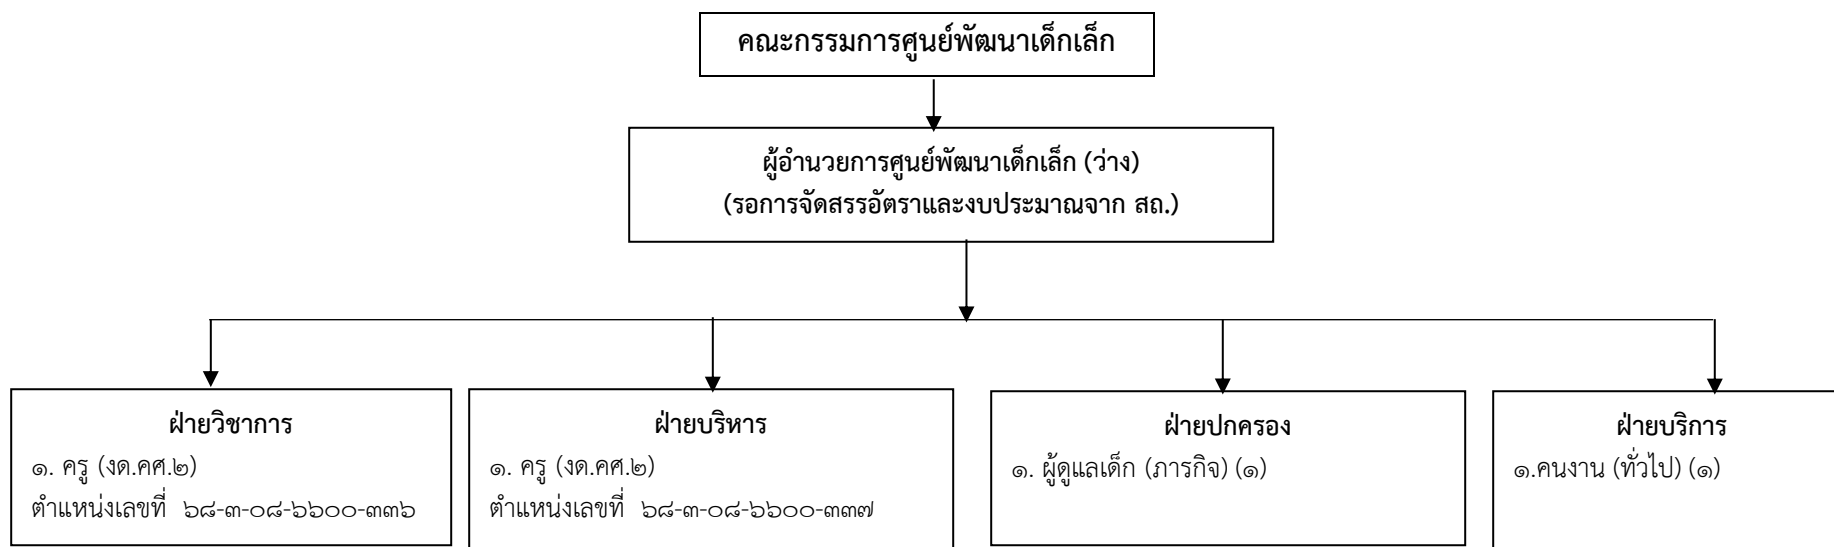 คณะกรรมการศูนย์พัฒนาเด็กเล็ก
ผู้อำนวยการศูนย์พัฒนาเด็กเล็ก (ว่าง)
(รอการจัดสรรอัตราและงบประมาณจาก สถ.)
ฝ่ายวิชาการ
๑. ครู (งด.คศ.๒)
ตำแหน่งเลขที่ ๖๘-๓-๐๘-๖๖๐๐-๓๓๖
ฝ่ายบริหาร
๑. ครู (งด.คศ.๒)
ตำแหน่งเลขที่ ๖๘-๓-๐๘-๖๖๐๐-๓๓๗
ฝ่ายปกครอง
๑. ผู้ดูแลเด็ก (ภารกิจ) (๑)
ฝ่ายบริการ
๑.คนงาน (ทั่วไป) (๑)